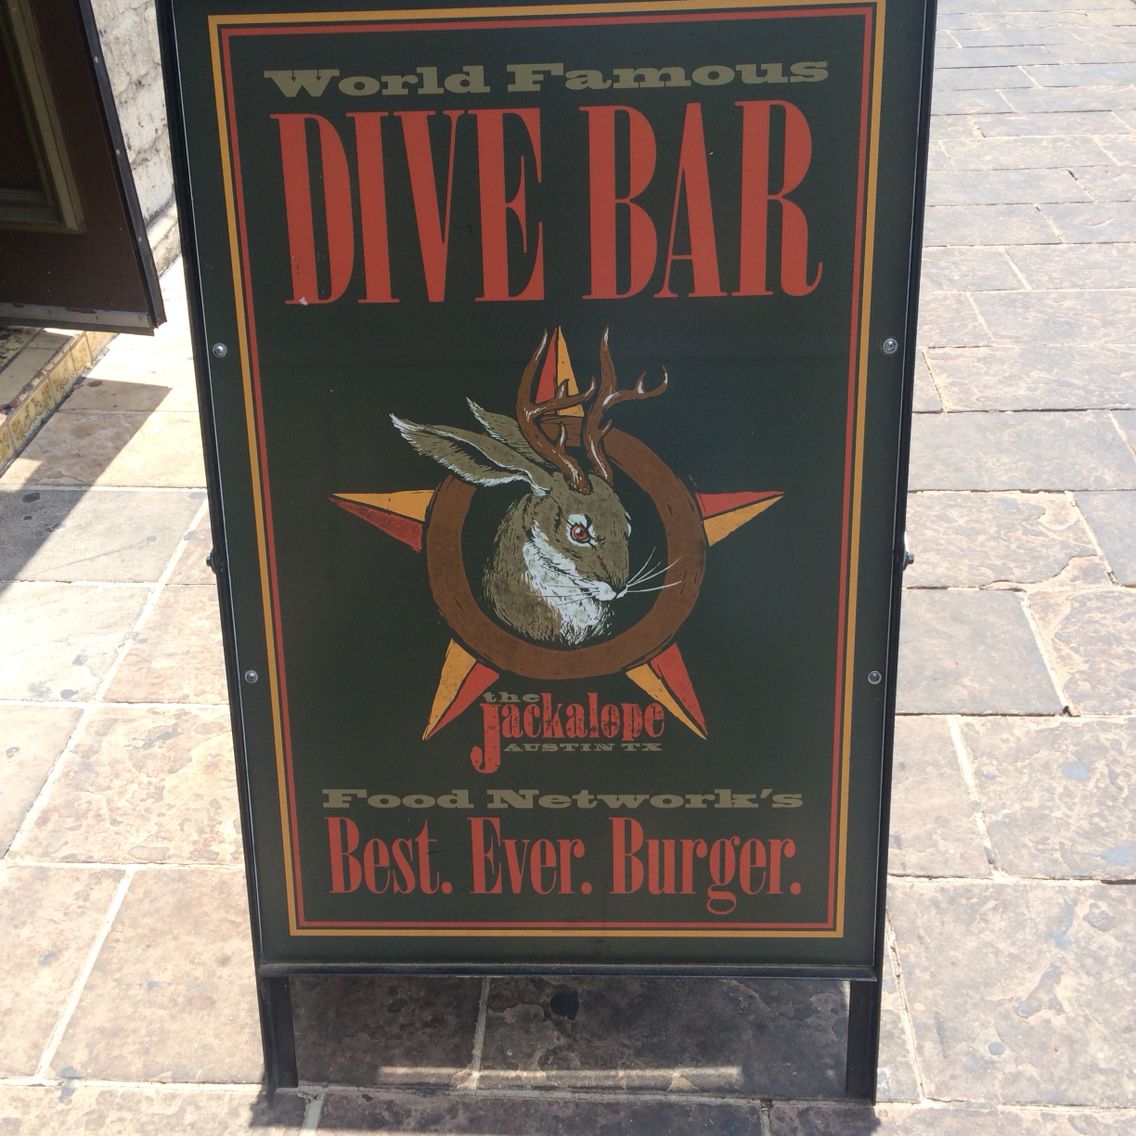 World Famous
DIVE BAR
the
jackalope
AUSTIN TX
Food Network's
Best. Ever. Burger.